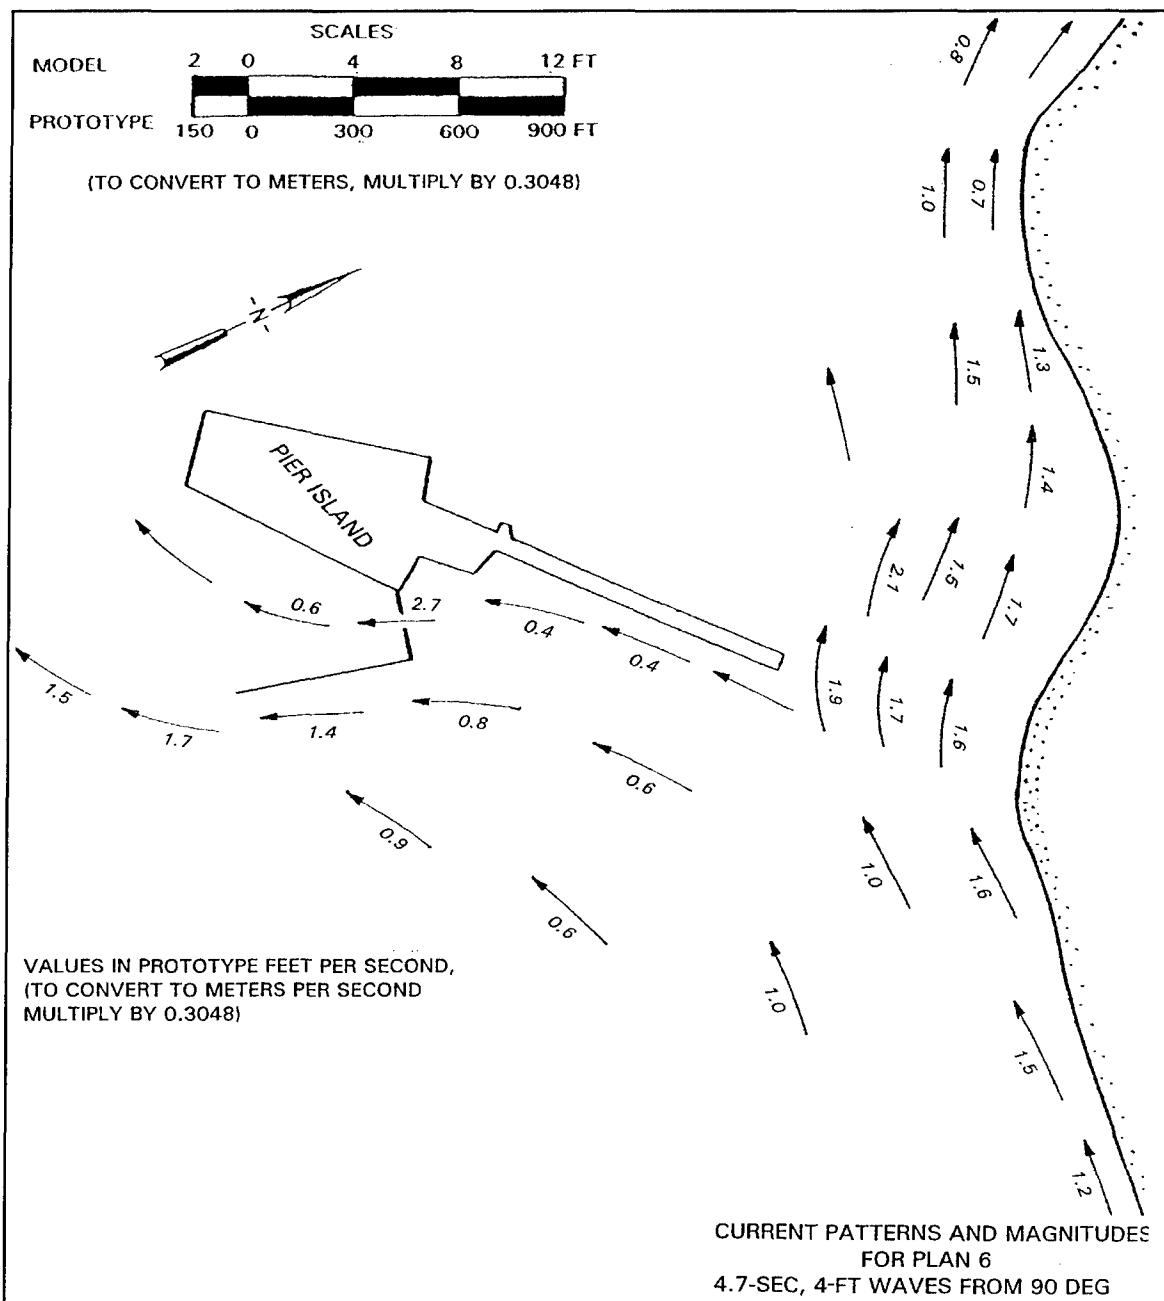 SCALES
MODEL 2 0 4 8 12 FT
PROTOTYPE 150 0 300 600 900 FT
(TO CONVERT TO METERS, MULTIPLY BY 0.3048)
0.8
1.0
0.7
-N-
1.5
1.3
PIER ISLAND
1.4
2.1
1.5
1.7
0.6
2.7
0.4
0.4
1.5
1.7
1.4
0.8
1.9
1.7
1.6
0.6
0.9
1.0
1.6
0.6
1.0
VALUES IN PROTOTYPE FEET PER SECOND,
(TO CONVERT TO METERS PER SECOND
MULTIPLY BY 0.3048)
1.5
1.2
CURRENT PATTERNS AND MAGNITUDES
FOR PLAN 6
4.7-SEC, 4-FT WAVES FROM 90 DEG